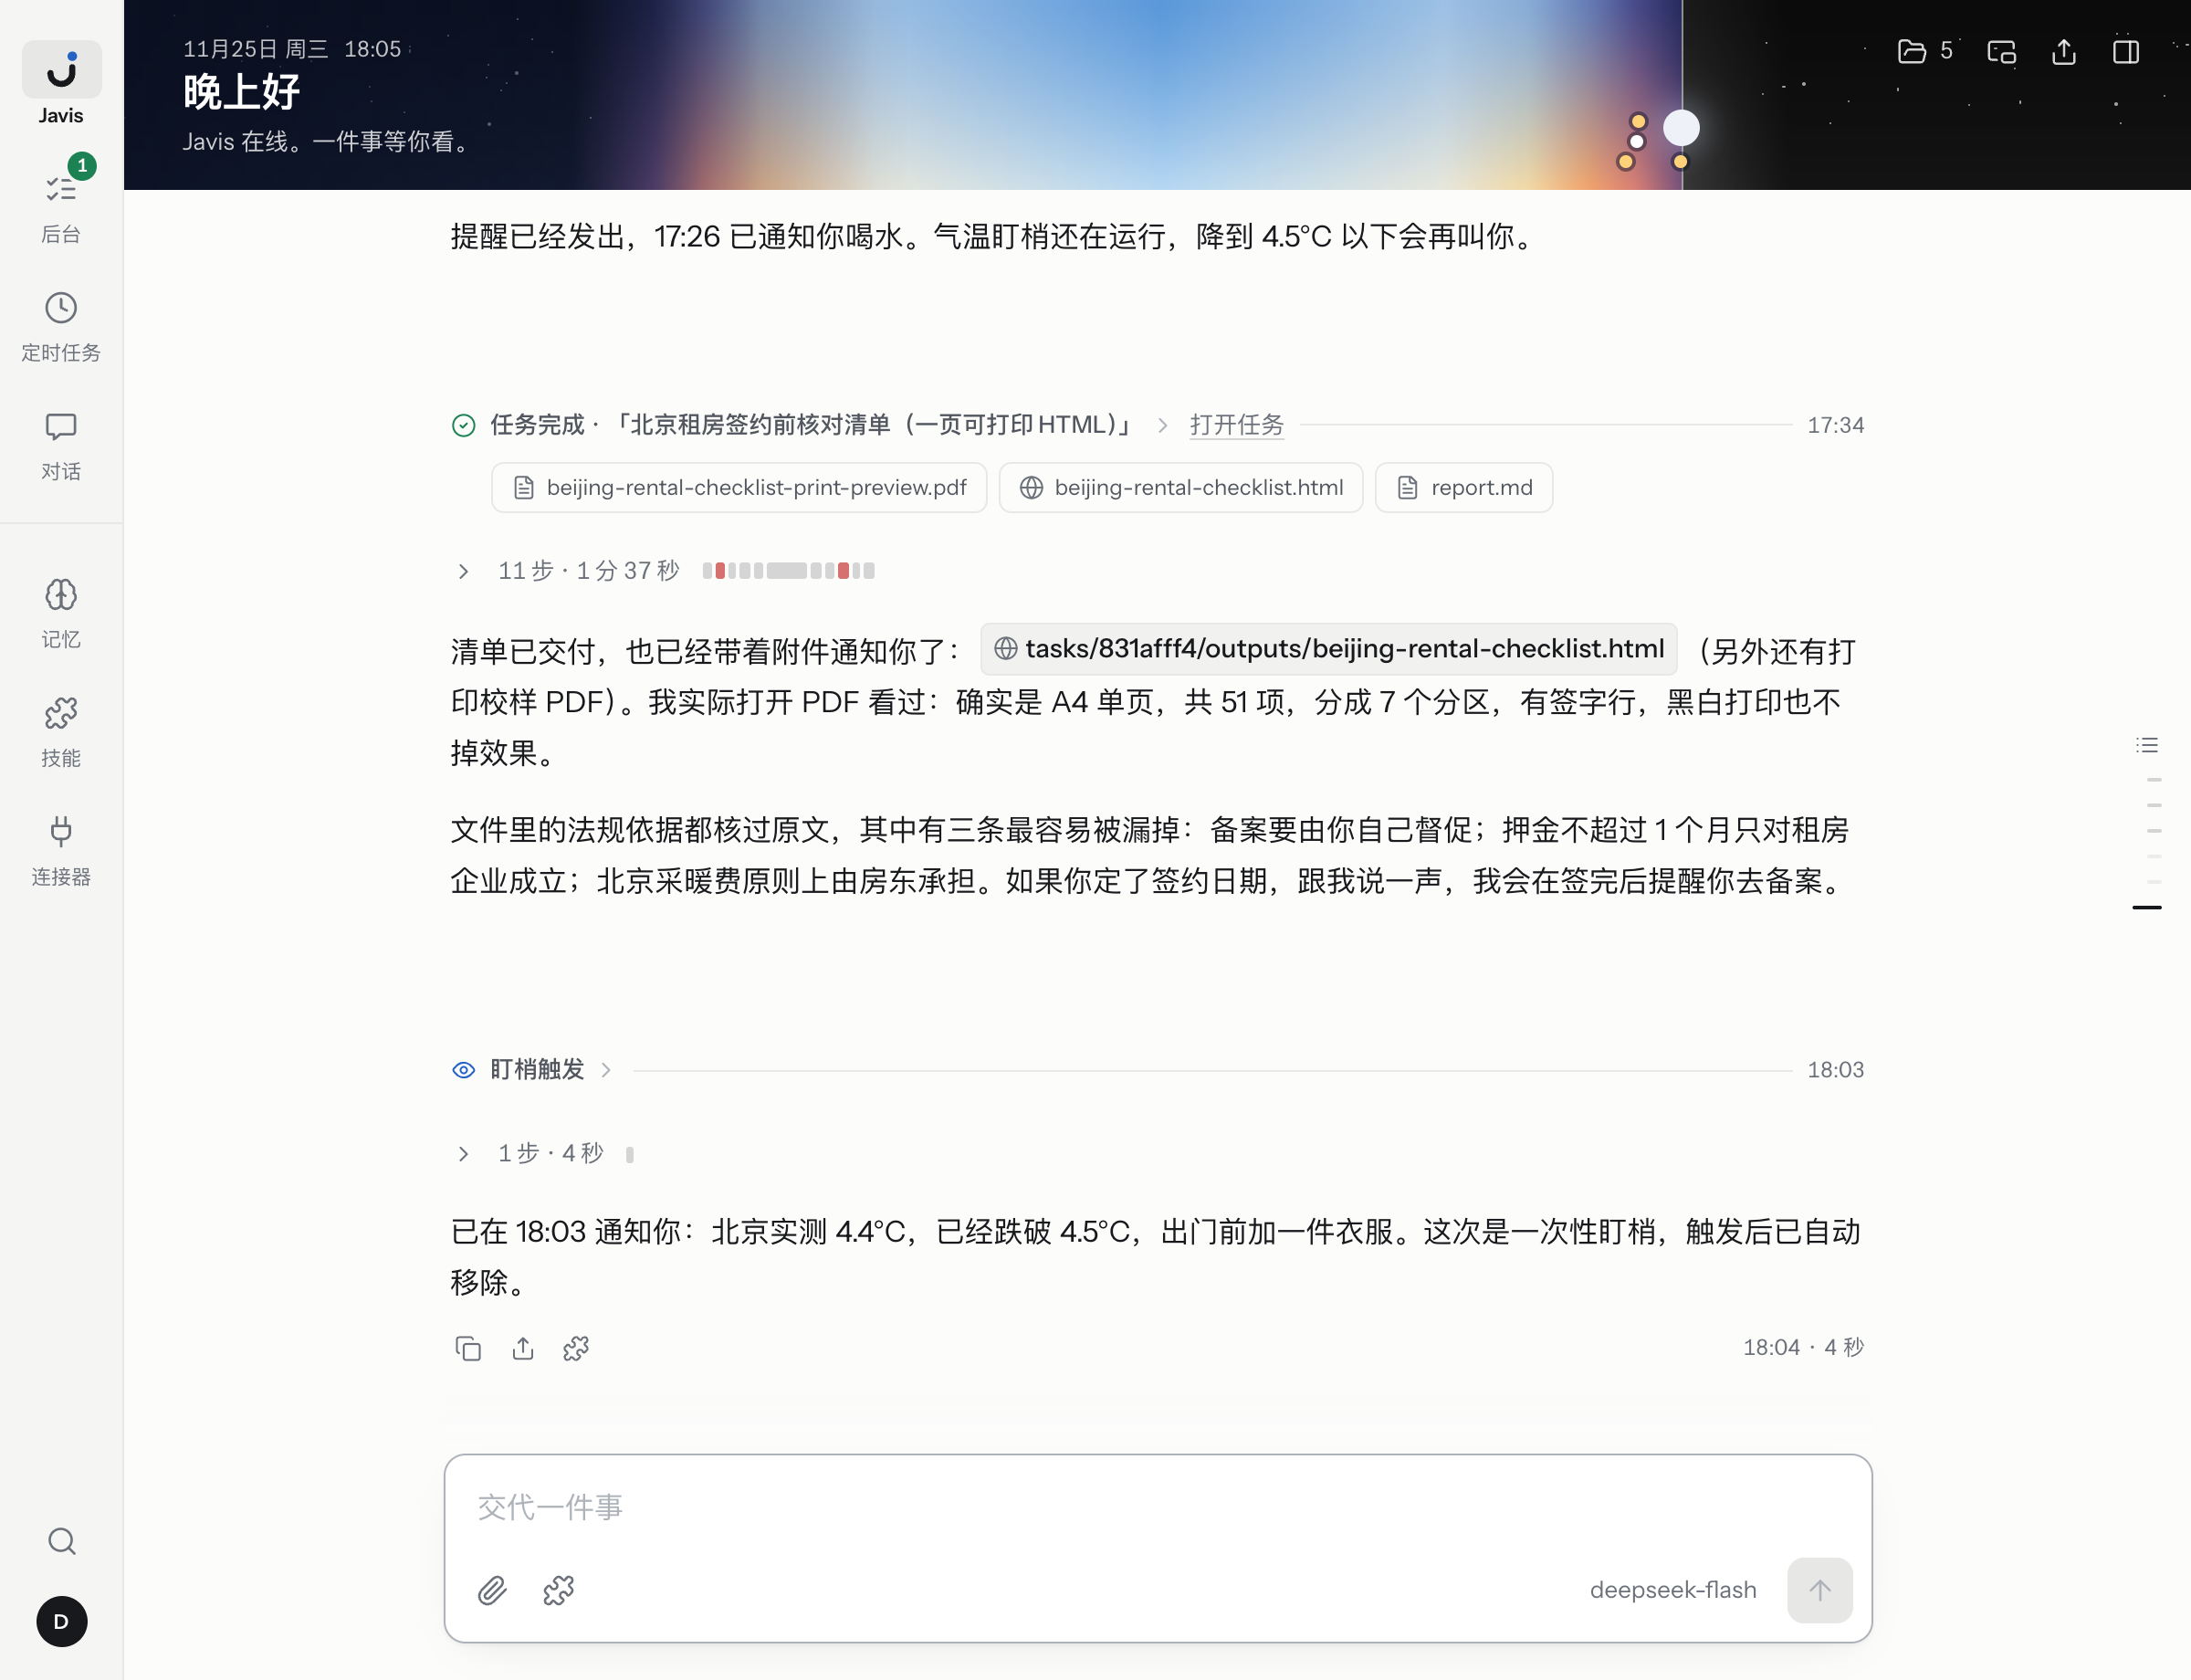 Javis
1
后台
定时任务
对话
记忆
技能
连接器
D
11月25日 周三 18:05
晚上好
Javis 在线。一件事等你看。
5
提醒已经发出，17:26 已通知你喝水。气温盯梢还在运行，降到 4.5°C 以下会再叫你。
任务完成 · 「北京租房签约前核对清单（一页可打印 HTML）」 打开任务 17:34
beijing-rental-checklist-print-preview.pdf beijing-rental-checklist.html report.md
11 步 · 1 分 37 秒
清单已交付，也已经带着附件通知你了： tasks/831afff4/outputs/beijing-rental-checklist.html （另外还有打
印校样 PDF）。我实际打开 PDF 看过：确实是 A4 单页，共 51 项，分成 7 个分区，有签字行，黑白打印也不
掉效果。
文件里的法规依据都核过原文，其中有三条最容易被漏掉：备案要由你自己督促；押金不超过 1 个月只对租房
企业成立；北京采暖费原则上由房东承担。如果你定了签约日期，跟我说一声，我会在签完后提醒你去备案。
盯梢触发 18:03
1 步 · 4 秒
已在 18:03 通知你：北京实测 4.4°C，已经跌破 4.5°C，出门前加一件衣服。这次是一次性盯梢，触发后已自动
移除。
18:04 · 4 秒
交代一件事
deepseek-flash